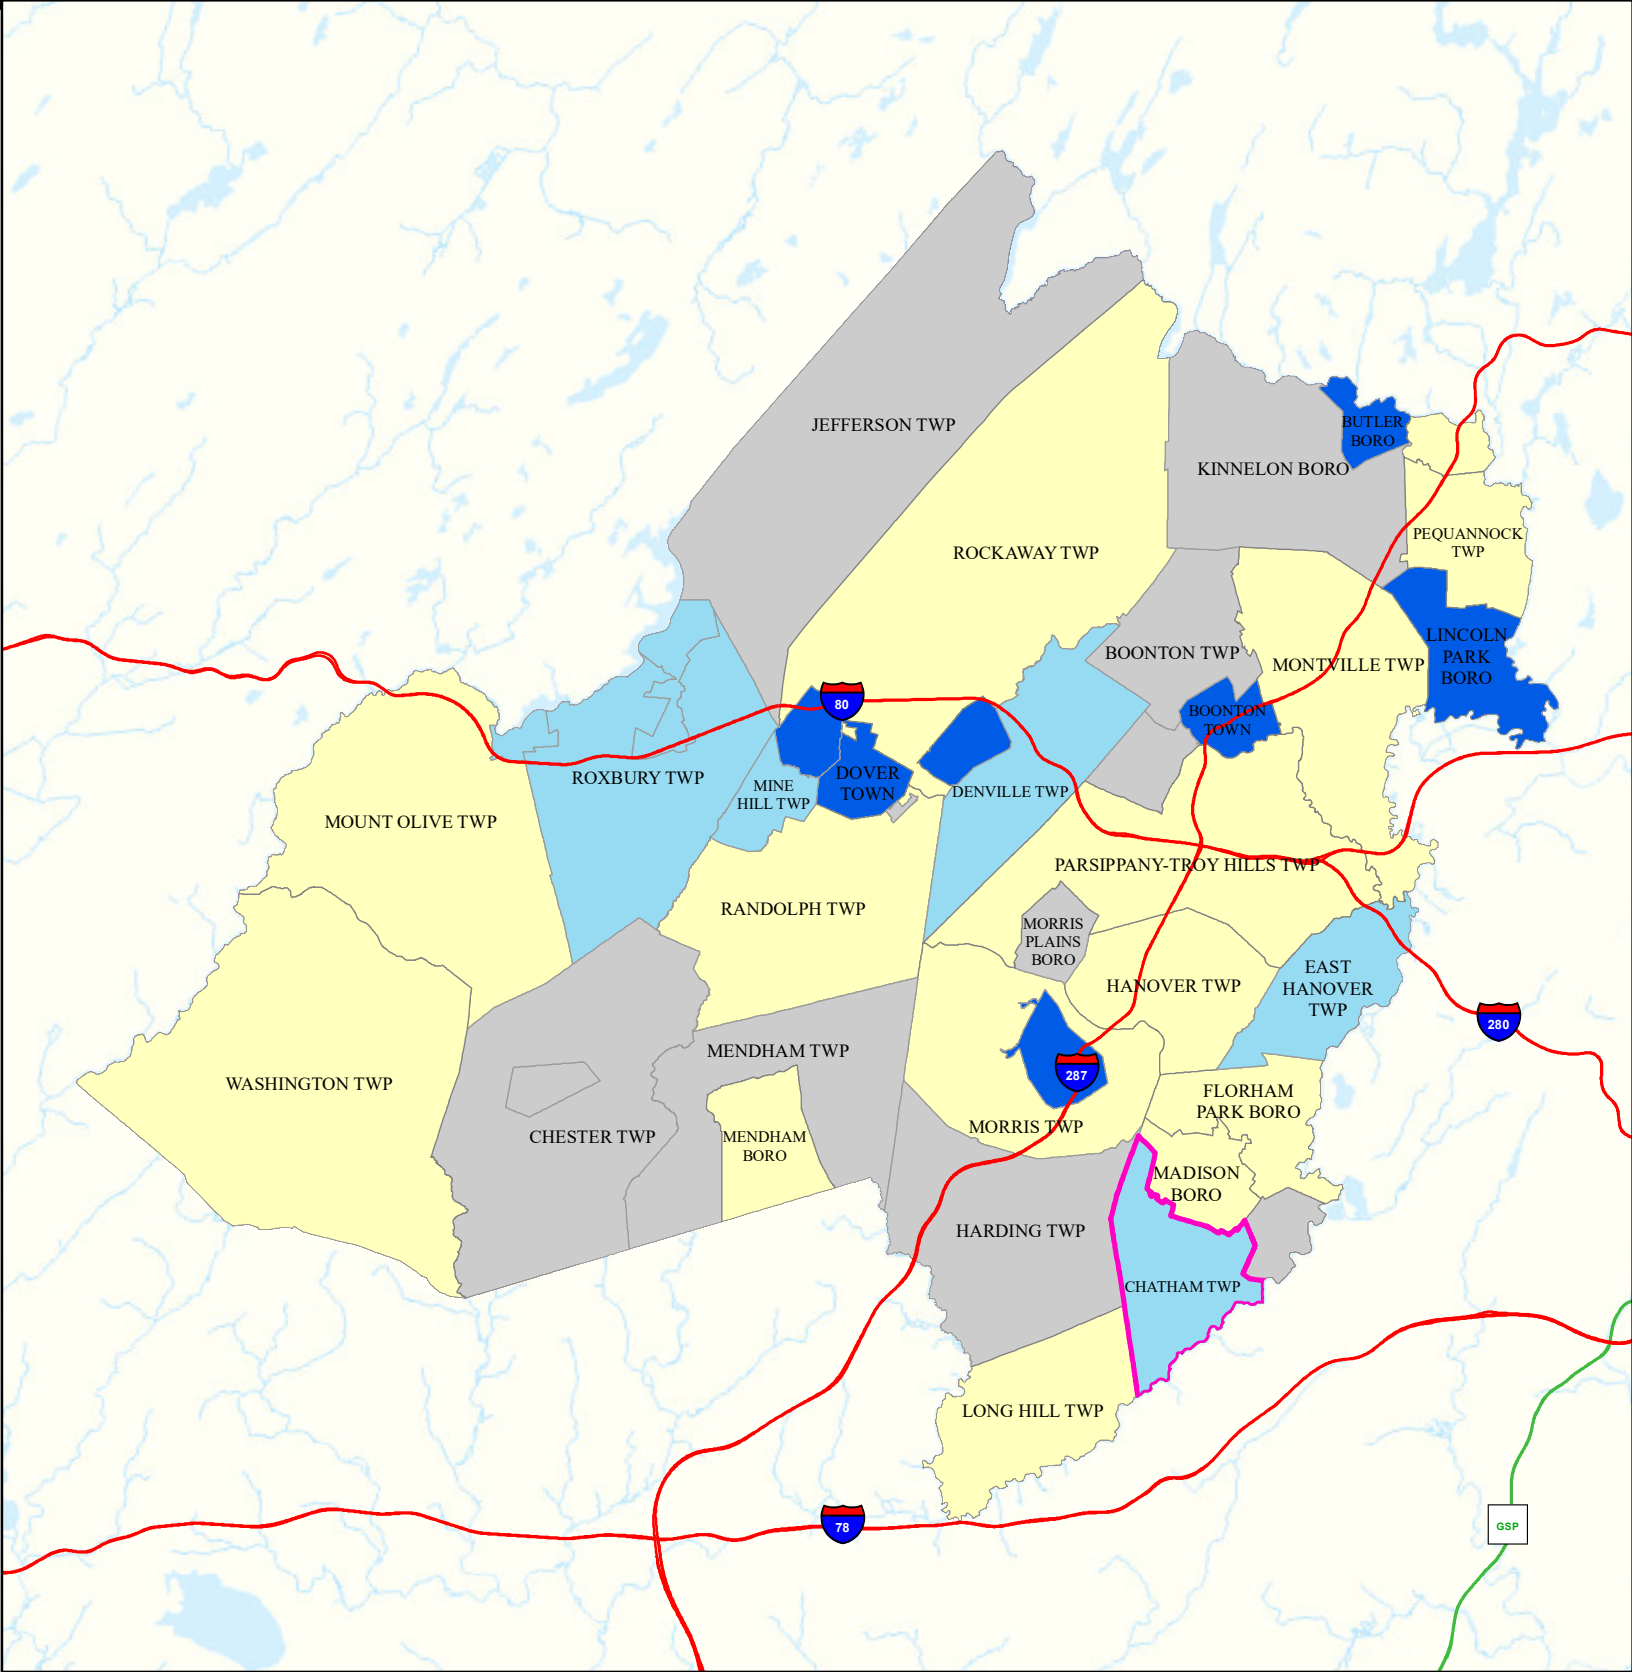 JEFFERSON TWP
BUTLER
BORO
KINNELON BORO
PEQUANNOCK
TWP
ROCKAWAY TWP
LINCOLN
PARK
BORO
BOONTON TWP
MONTVILLE TWP
80
BOONTON
TOWN
ROXBURY TWP
MINE
HILL TWP
DOVER
TOWN
DENVILLE TWP
MOUNT OLIVE TWP
PARSIPPANY-TROY HILLS TWP
RANDOLPH TWP
MORRIS
PLAINS
BORO
EAST
HANOVER
TWP
HANOVER TWP
280
MENDHAM TWP
287
WASHINGTON TWP
FLORHAM
PARK BORO
CHESTER TWP
MENDHAM
BORO
MORRIS TWP
MADISON
BORO
HARDING TWP
CHATHAM TWP
LONG HILL TWP
78
GSP